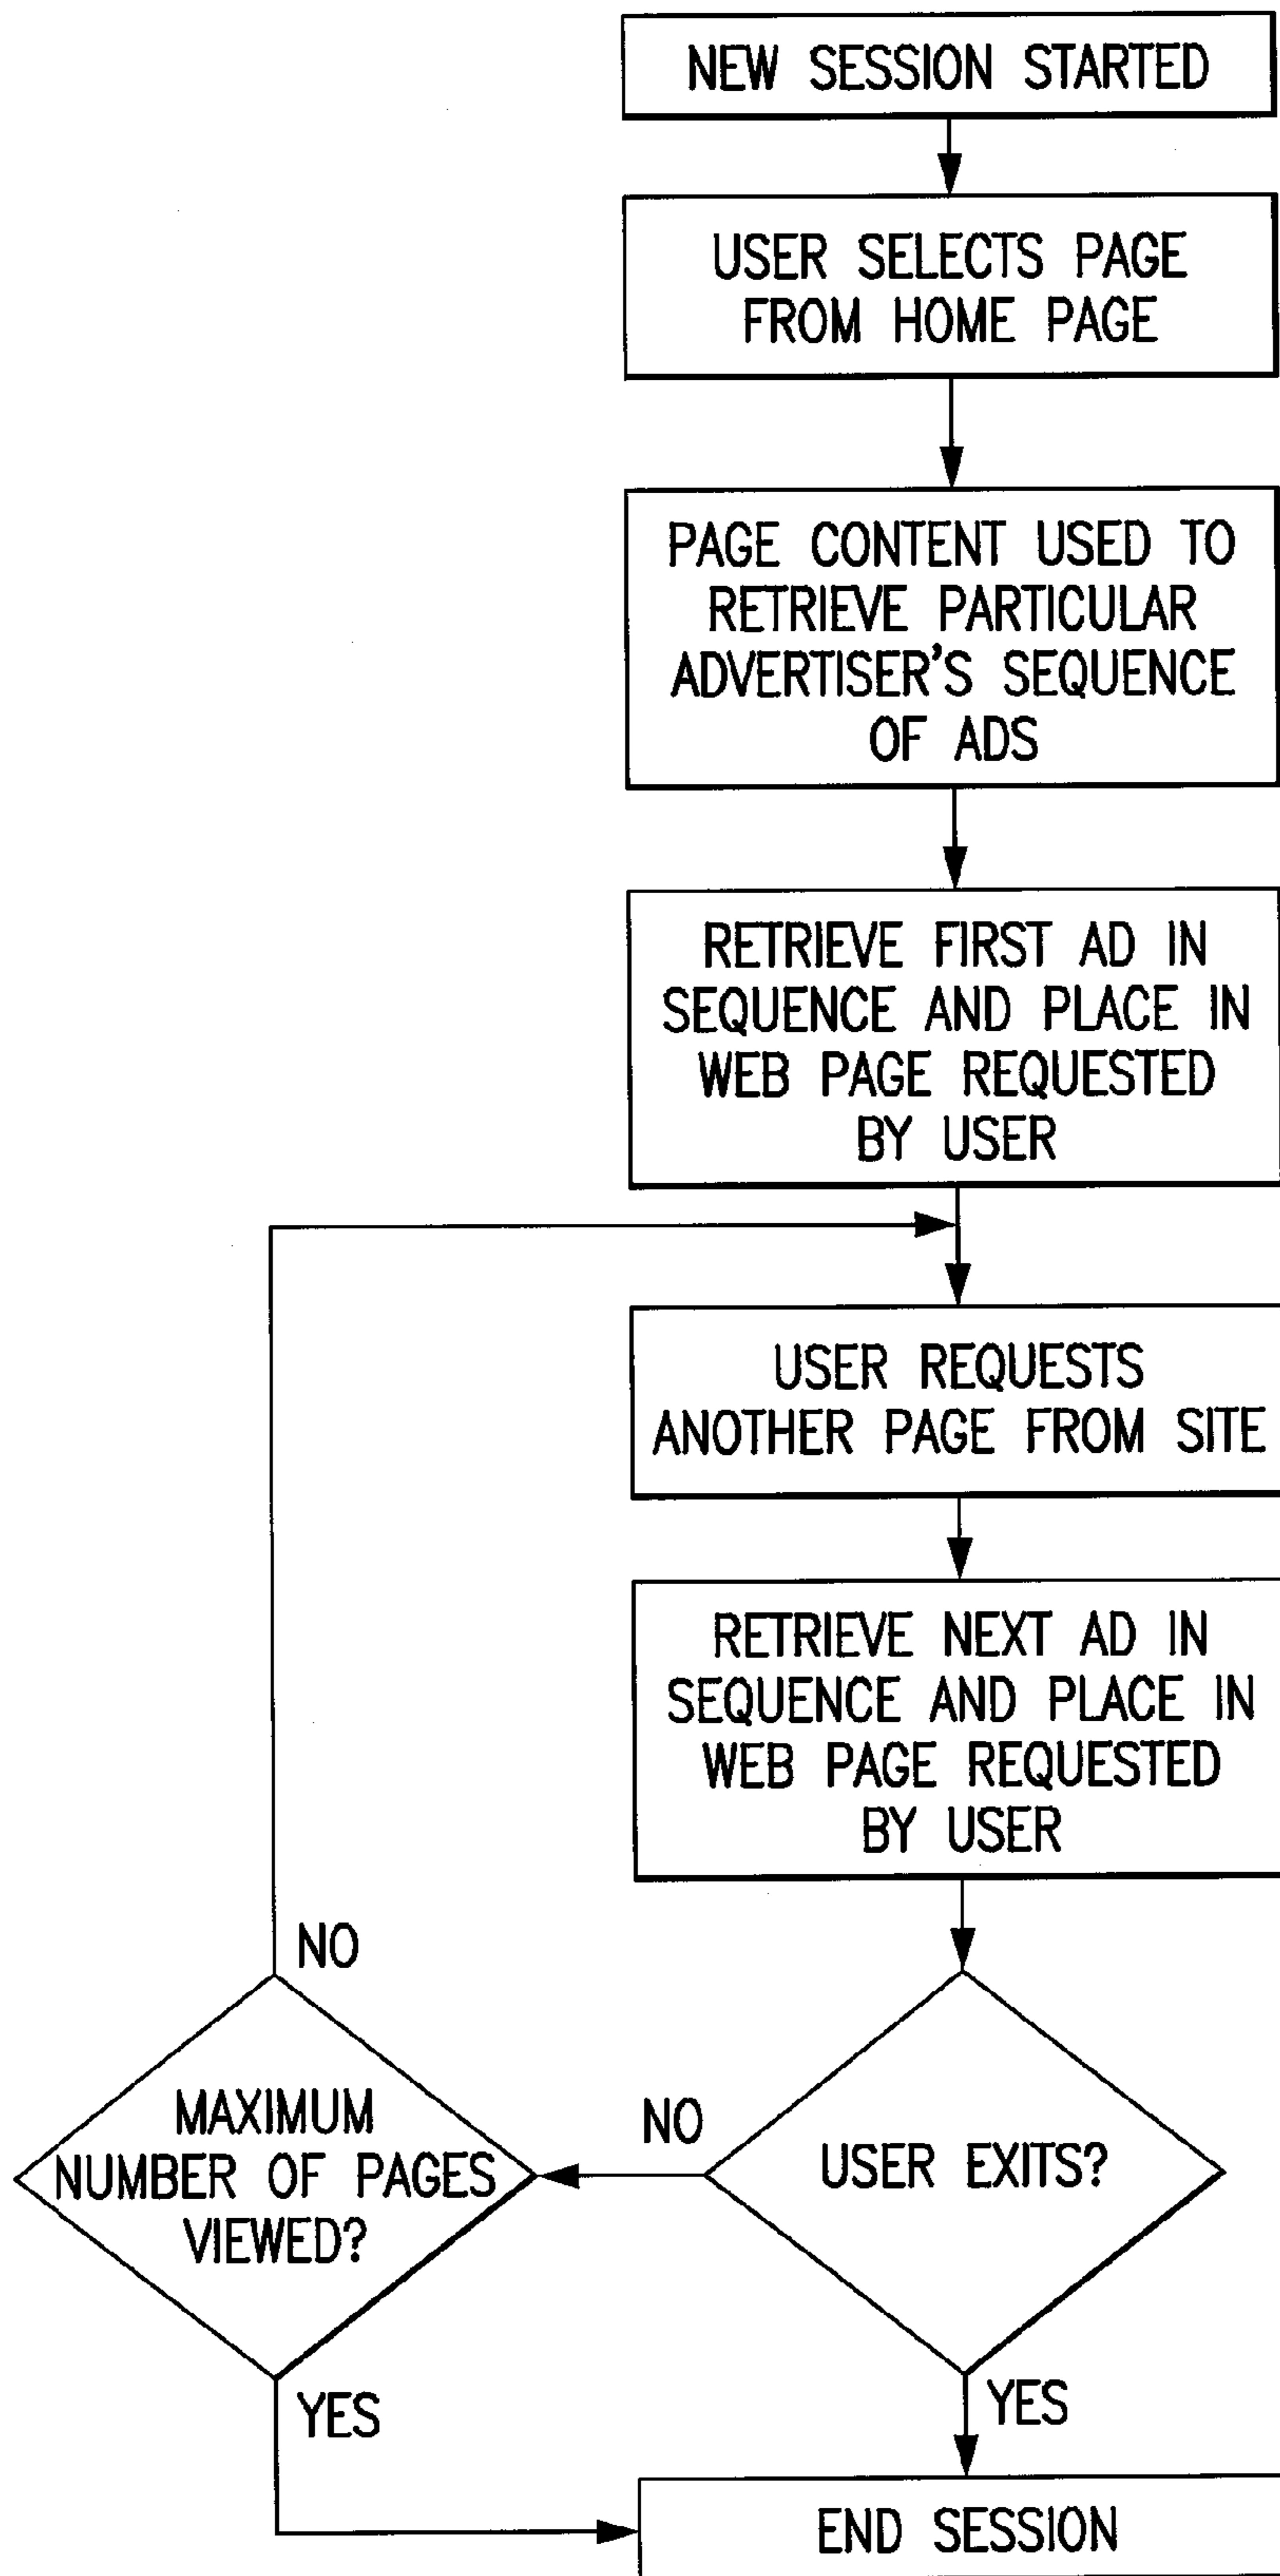 NEW SESSION STARTED
USER SELECTS PAGE
FROM HOME PAGE
PAGE CONTENT USED TO
RETRIEVE PARTICULAR
ADVERTISER'S SEQUENCE
OF ADS
RETRIEVE FIRST AD IN
SEQUENCE AND PLACE IN
WEB PAGE REQUESTED
BY USER
USER REQUESTS
ANOTHER PAGE FROM SITE
RETRIEVE NEXT AD IN
SEQUENCE AND PLACE IN
WEB PAGE REQUESTED
BY USER
NO
MAXIMUM
NUMBER OF PAGES
VIEWED?
NO
USER EXITS?
YES
YES
END SESSION